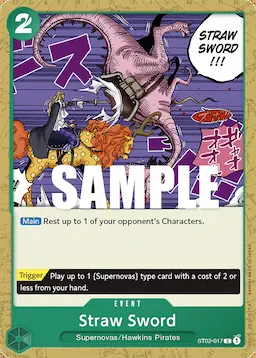 2
STRAW
SWORD
!!!
SAMPLE
Main Rest up to 1 of your opponent's Characters.
Trigger Play up to 1 {Supernovas} type card with a cost of 2 or
less from your hand.
EVENT
Straw Sword
Supernovas/Hawkins Pirates
ST02-017 C 1